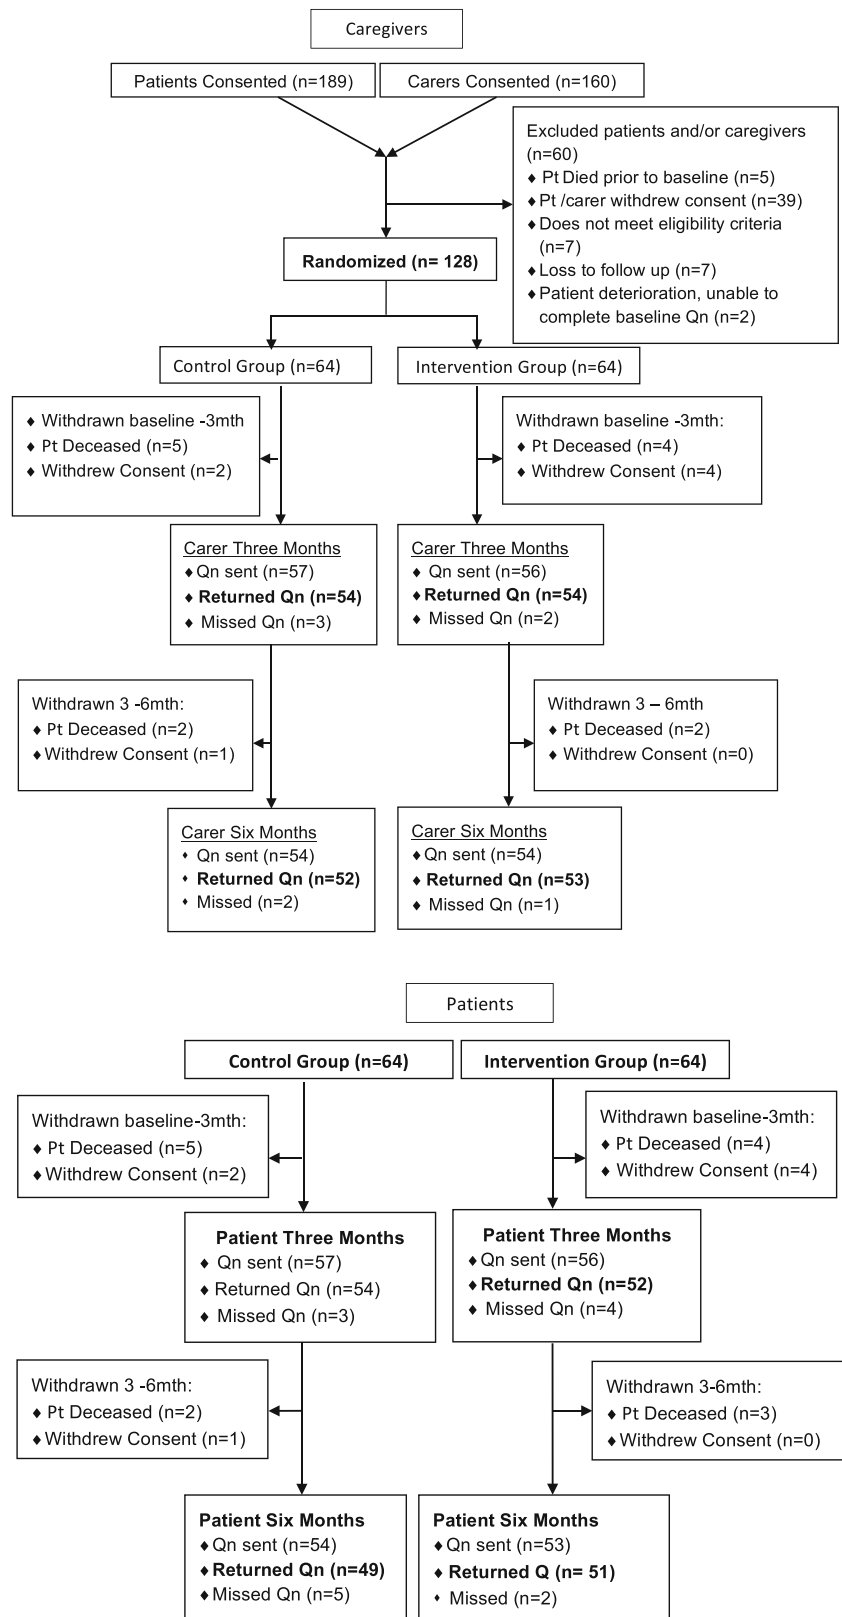 Caregivers
Patients Consented (n=189)
Carers Consented (n=160)
Excluded patients and/or caregivers
(n=60)
♦ Pt Died prior to baseline (n=5)
♦ Pt /carer withdrew consent (n=39)
♦ Does not meet eligibility criteria
(n=7)
♦ Loss to follow up (n=7)
♦ Patient deterioration, unable to
complete baseline Qn (n=2)
Randomized (n= 128)
Control Group (n=64)
Intervention Group (n=64)
♦ Withdrawn baseline -3mth
♦ Pt Deceased (n=5)
♦ Withdrew Consent (n=2)
Withdrawn baseline -3mth:
♦ Pt Deceased (n=4)
♦ Withdrew Consent (n=4)
Carer Three Months
♦ Qn sent (n=57)
♦ Returned Qn (n=54)
♦ Missed Qn (n=3)
Carer Three Months
♦ Qn sent (n=56)
♦ Returned Qn (n=54)
♦ Missed Qn (n=2)
Withdrawn 3 -6mth:
♦ Pt Deceased (n=2)
♦ Withdrew Consent (n=1)
Withdrawn 3 – 6mth
♦ Pt Deceased (n=2)
♦ Withdrew Consent (n=0)
Carer Six Months
♦ Qn sent (n=54)
♦ Returned Qn (n=52)
♦ Missed (n=2)
Carer Six Months
♦ Qn sent (n=54)
♦ Returned Qn (n=53)
♦ Missed Qn (n=1)
Patients
Control Group (n=64)
Intervention Group (n=64)
Withdrawn baseline-3mth:
♦ Pt Deceased (n=5)
♦ Withdrew Consent (n=2)
Withdrawn baseline-3mth:
♦ Pt Deceased (n=4)
♦ Withdrew Consent (n=4)
Patient Three Months
♦ Qn sent (n=57)
♦ Returned Qn (n=54)
♦ Missed Qn (n=3)
Patient Three Months
♦ Qn sent (n=56)
♦ Returned Qn (n=52)
♦ Missed Qn (n=4)
Withdrawn 3 -6mth:
♦ Pt Deceased (n=2)
♦ Withdrew Consent (n=1)
Withdrawn 3-6mth:
♦ Pt Deceased (n=3)
♦ Withdrew Consent (n=0)
Patient Six Months
♦ Qn sent (n=54)
♦ Returned Qn (n=49)
♦ Missed Qn (n=5)
Patient Six Months
♦ Qn sent (n=53)
♦ Returned Q (n= 51)
♦ Missed (n=2)